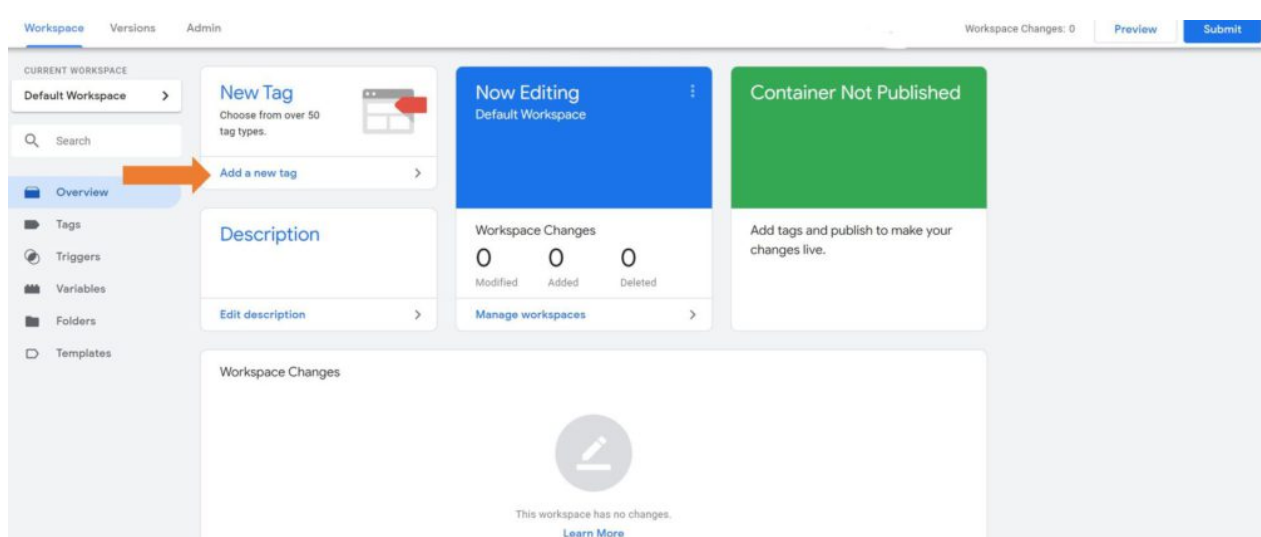 Workspace Versions Admin
Workspace Changes: 0 Preview Submit
CURRENT WORKSPACE
Default Workspace
Search
Overview
Tags
Triggers
Variables
Folders
Templates
New Tag
Choose from over 50
tag types.
Add a new tag
Description
Edit description
Now Editing
Default Workspace
Workspace Changes
0 0 0
Modified Added Deleted
Manage workspaces
Container Not Published
Add tags and publish to make your
changes live.
Workspace Changes
This workspace has no changes.
Learn More